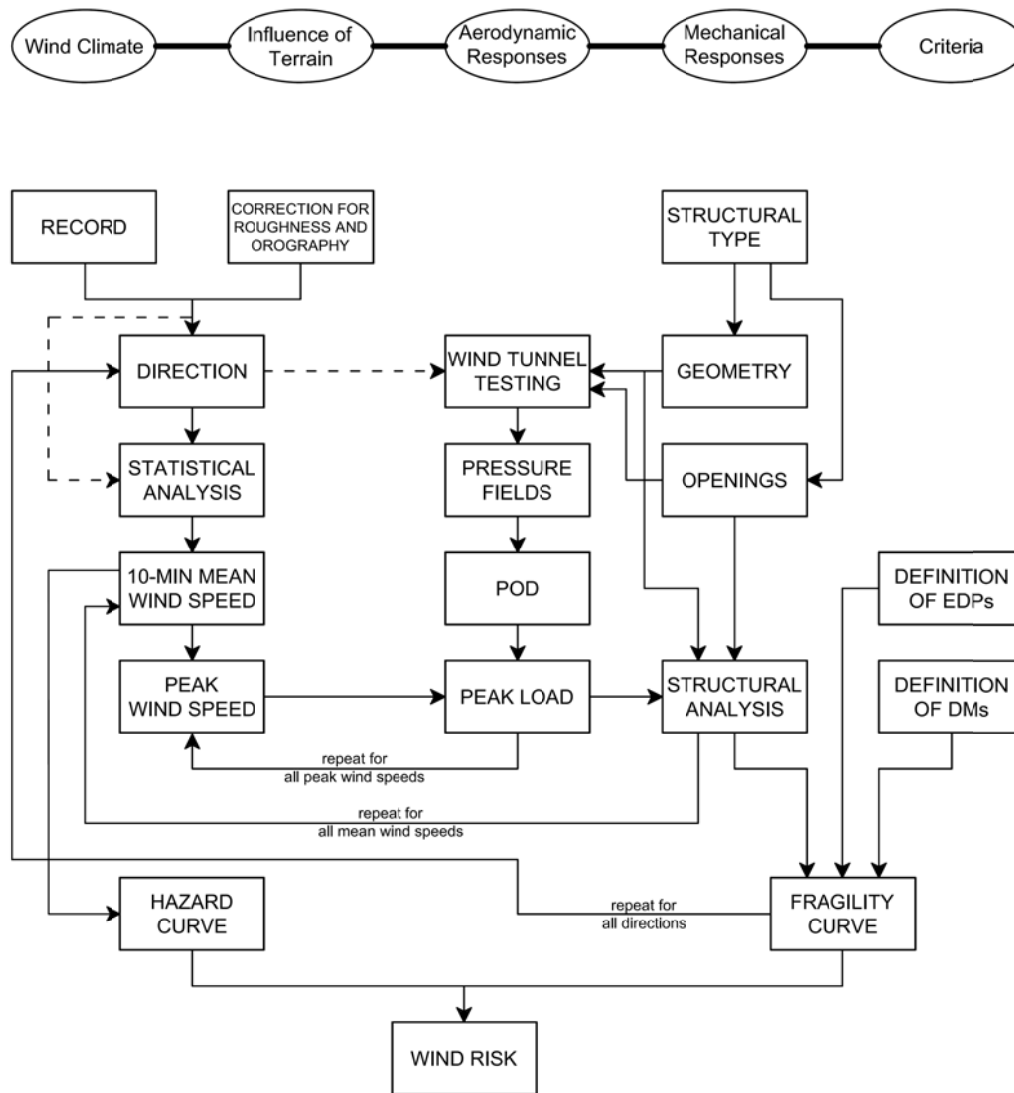 Wind Climate
Influence of
Terrain
Aerodynamic
Responses
Mechanical
Responses
Criteria
RECORD
CORRECTION FOR
ROUGHNESS AND
OROGRAPHY
STRUCTURAL
TYPE
DIRECTION
WIND TUNNEL
TESTING
GEOMETRY
STATISTICAL
ANALYSIS
PRESSURE
FIELDS
OPENINGS
10-MIN MEAN
WIND SPEED
POD
DEFINITION
OF EDPs
PEAK
WIND SPEED
PEAK LOAD
STRUCTURAL
ANALYSIS
DEFINITION
OF DMs
repeat for
all peak wind speeds
repeat for
all mean wind speeds
HAZARD
CURVE
repeat for
all directions
FRAGILITY
CURVE
WIND RISK